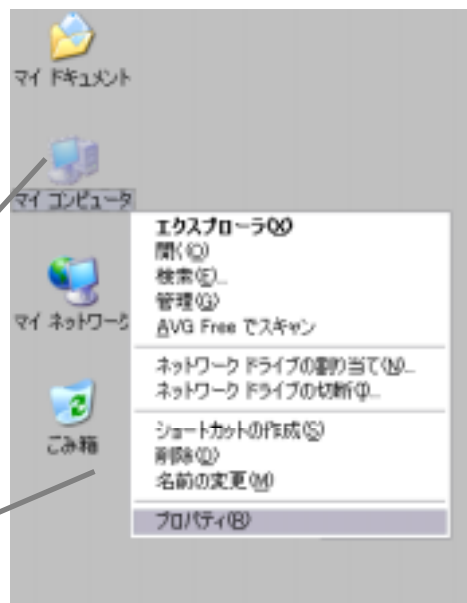 マイ ドキュメント
マイ コンピュータ
エクスプローラ(X)
開く(O)
検索(E)...
管理(G)
AVG Free でスキャン
マイ ネットワーク
ネットワーク ドライブの割り当て(N)...
ネットワーク ドライブの切断(I)...
ショートカットの作成(S)
削除(D)
名前の変更(M)
ごみ箱
プロパティ(R)